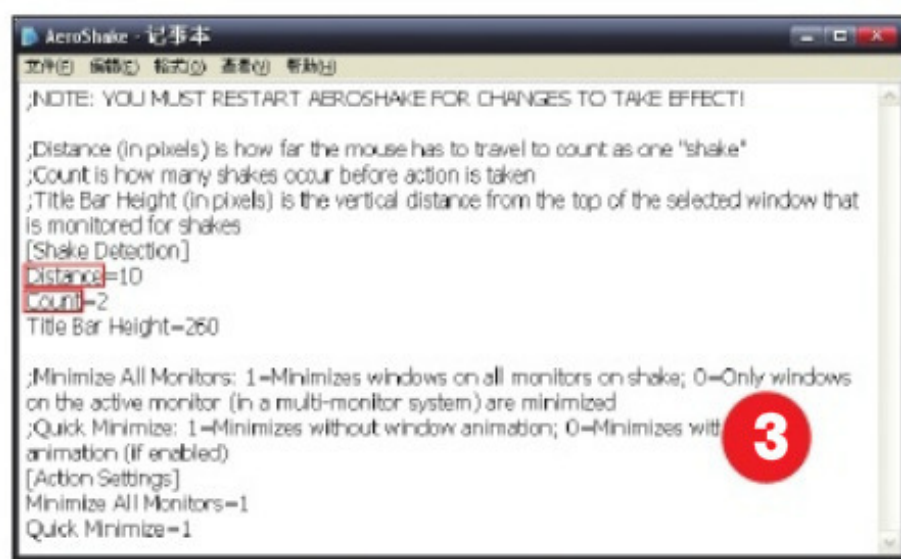 AeroShake - 记事本
文件(F) 编辑(E) 格式(O) 查看(V) 帮助(H)
;NOTE: YOU MUST RESTART AEROSHAKE FOR CHANGES TO TAKE EFFECT!
;Distance (in pixels) is how far the mouse has to travel to count as one "shake"
;Count is how many shakes occur before action is taken
;Title Bar Height (in pixels) is the vertical distance from the top of the selected window that
is monitored for shakes
[Shake Detection]
Distance=10
Count=2
Title Bar Height=260
;Minimize All Monitors: 1=Minimizes windows on all monitors on shake; 0=Only windows
on the active monitor (in a multi-monitor system) are minimized
;Quick Minimize: 1=Minimizes without window animation; 0=Minimizes with
3
animation (if enabled)
[Action Settings]
Minimize All Monitors=1
Quick Minimize=1